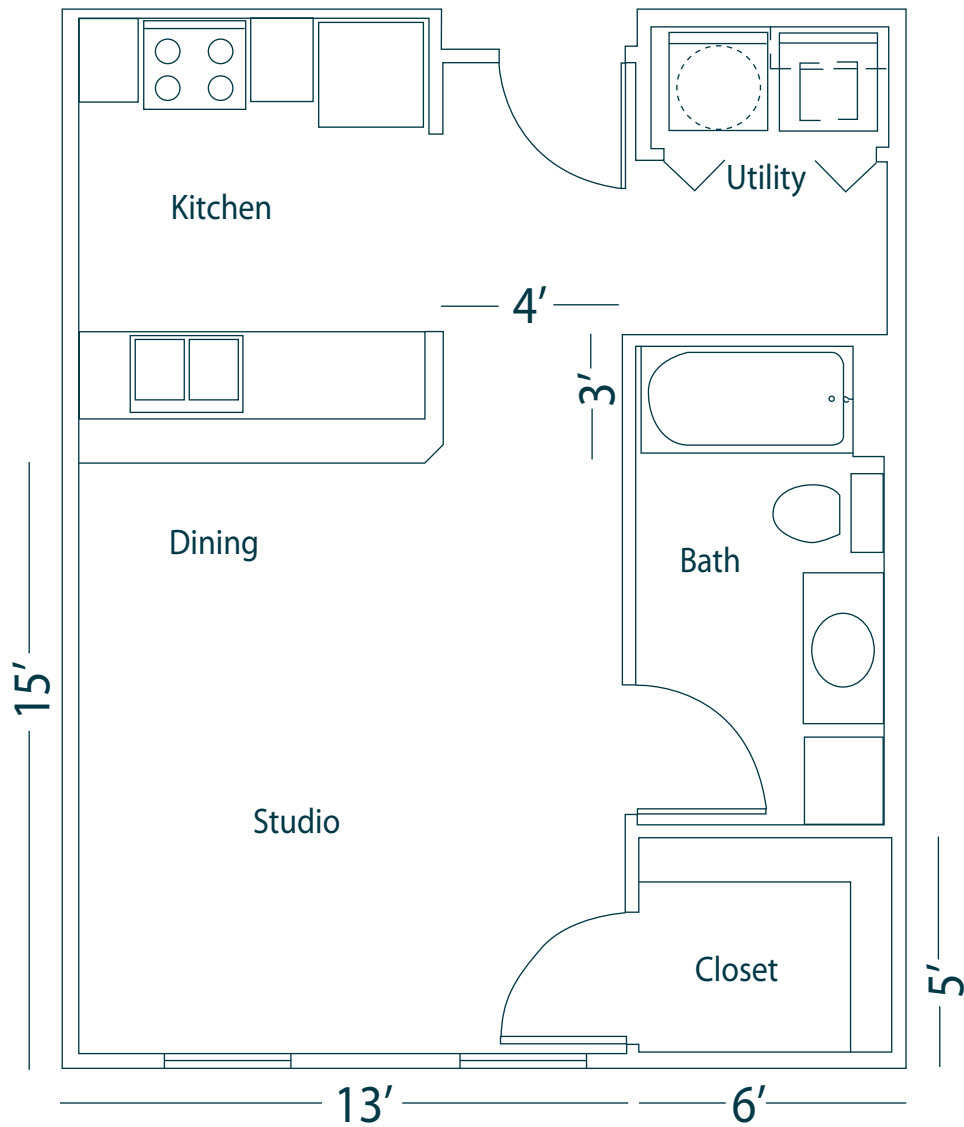 Utility
Kitchen
4′
3′
Dining
Bath
15′
Studio
Closet
5′
13′
6′